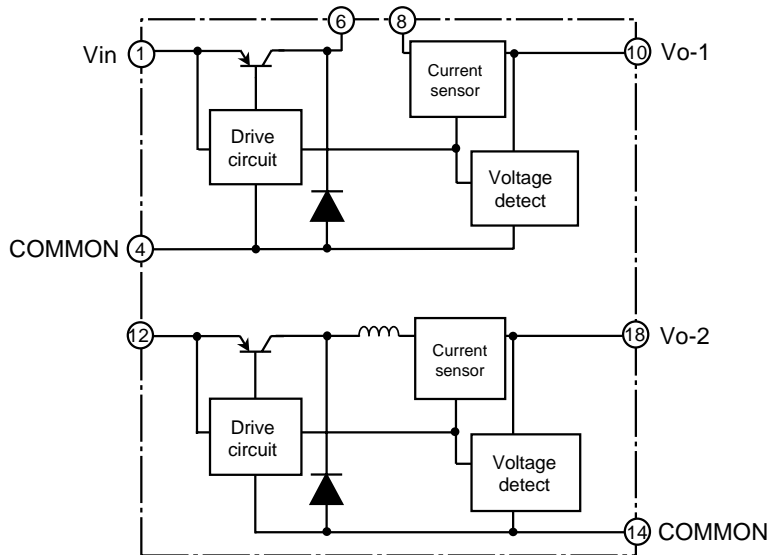 6
8
Vin
1
10
Vo-1
Current
sensor
Drive
circuit
Voltage
detect
COMMON
4
12
18
Vo-2
Current
sensor
Drive
circuit
Voltage
detect
14
COMMON